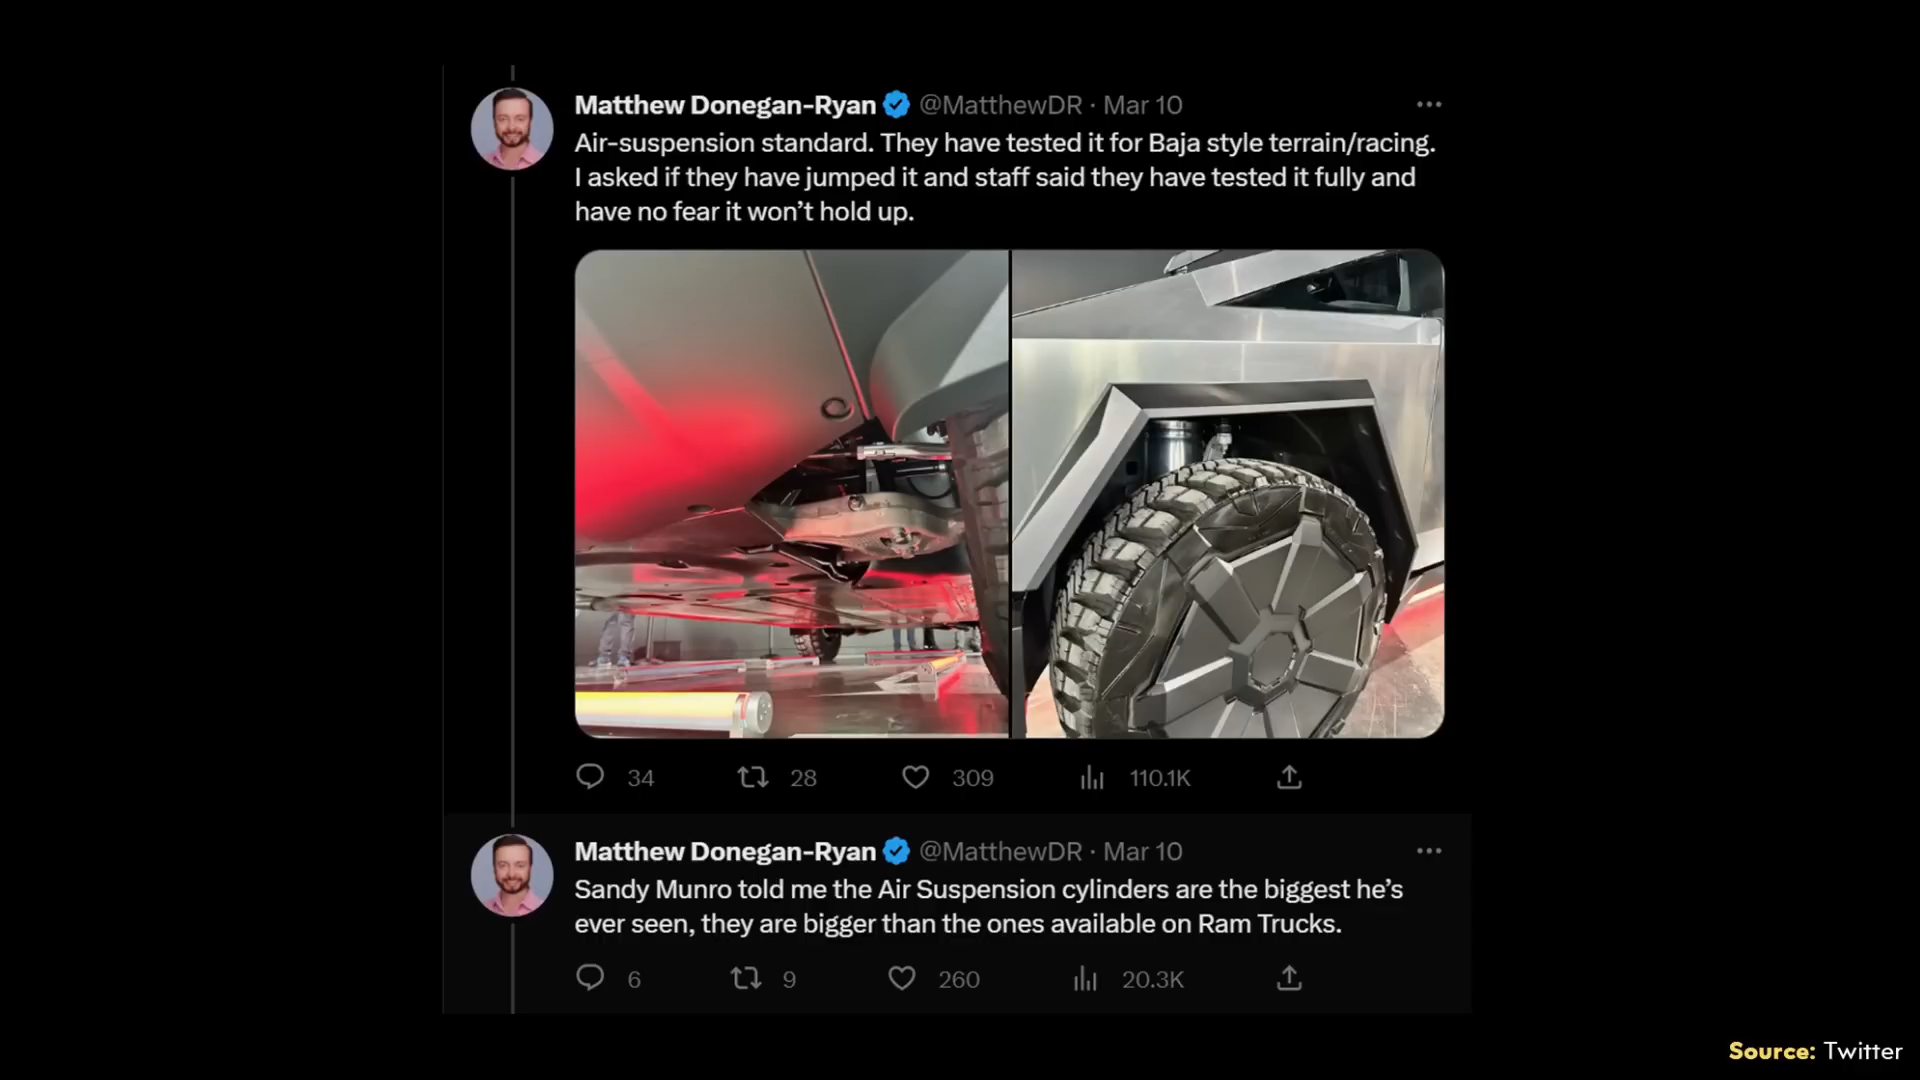 Matthew Donegan-Ryan @MatthewDR · Mar 10
Air-suspension standard. They have tested it for Baja style terrain/racing.
I asked if they have jumped it and staff said they have tested it fully and
have no fear it won’t hold up.
34 28 309 110.1K
Matthew Donegan-Ryan @MatthewDR · Mar 10
Sandy Munro told me the Air Suspension cylinders are the biggest he’s
ever seen, they are bigger than the ones available on Ram Trucks.
6 9 260 20.3K
Source: Twitter